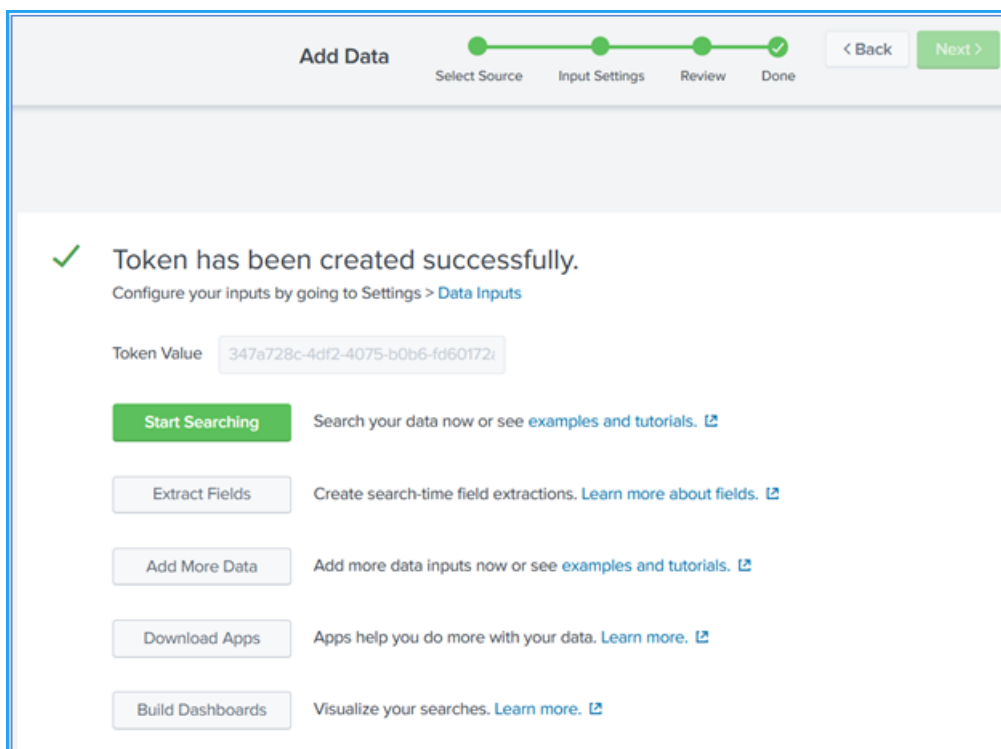 Add Data
Select Source
Input Settings
Review
Done
< Back
Next >
Token has been created successfully.
Configure your inputs by going to Settings > Data Inputs
Token Value
347a728c-4df2-4075-b0b6-fd60172a
Start Searching
Search your data now or see examples and tutorials.
Extract Fields
Create search-time field extractions. Learn more about fields.
Add More Data
Add more data inputs now or see examples and tutorials.
Download Apps
Apps help you do more with your data. Learn more.
Build Dashboards
Visualize your searches. Learn more.